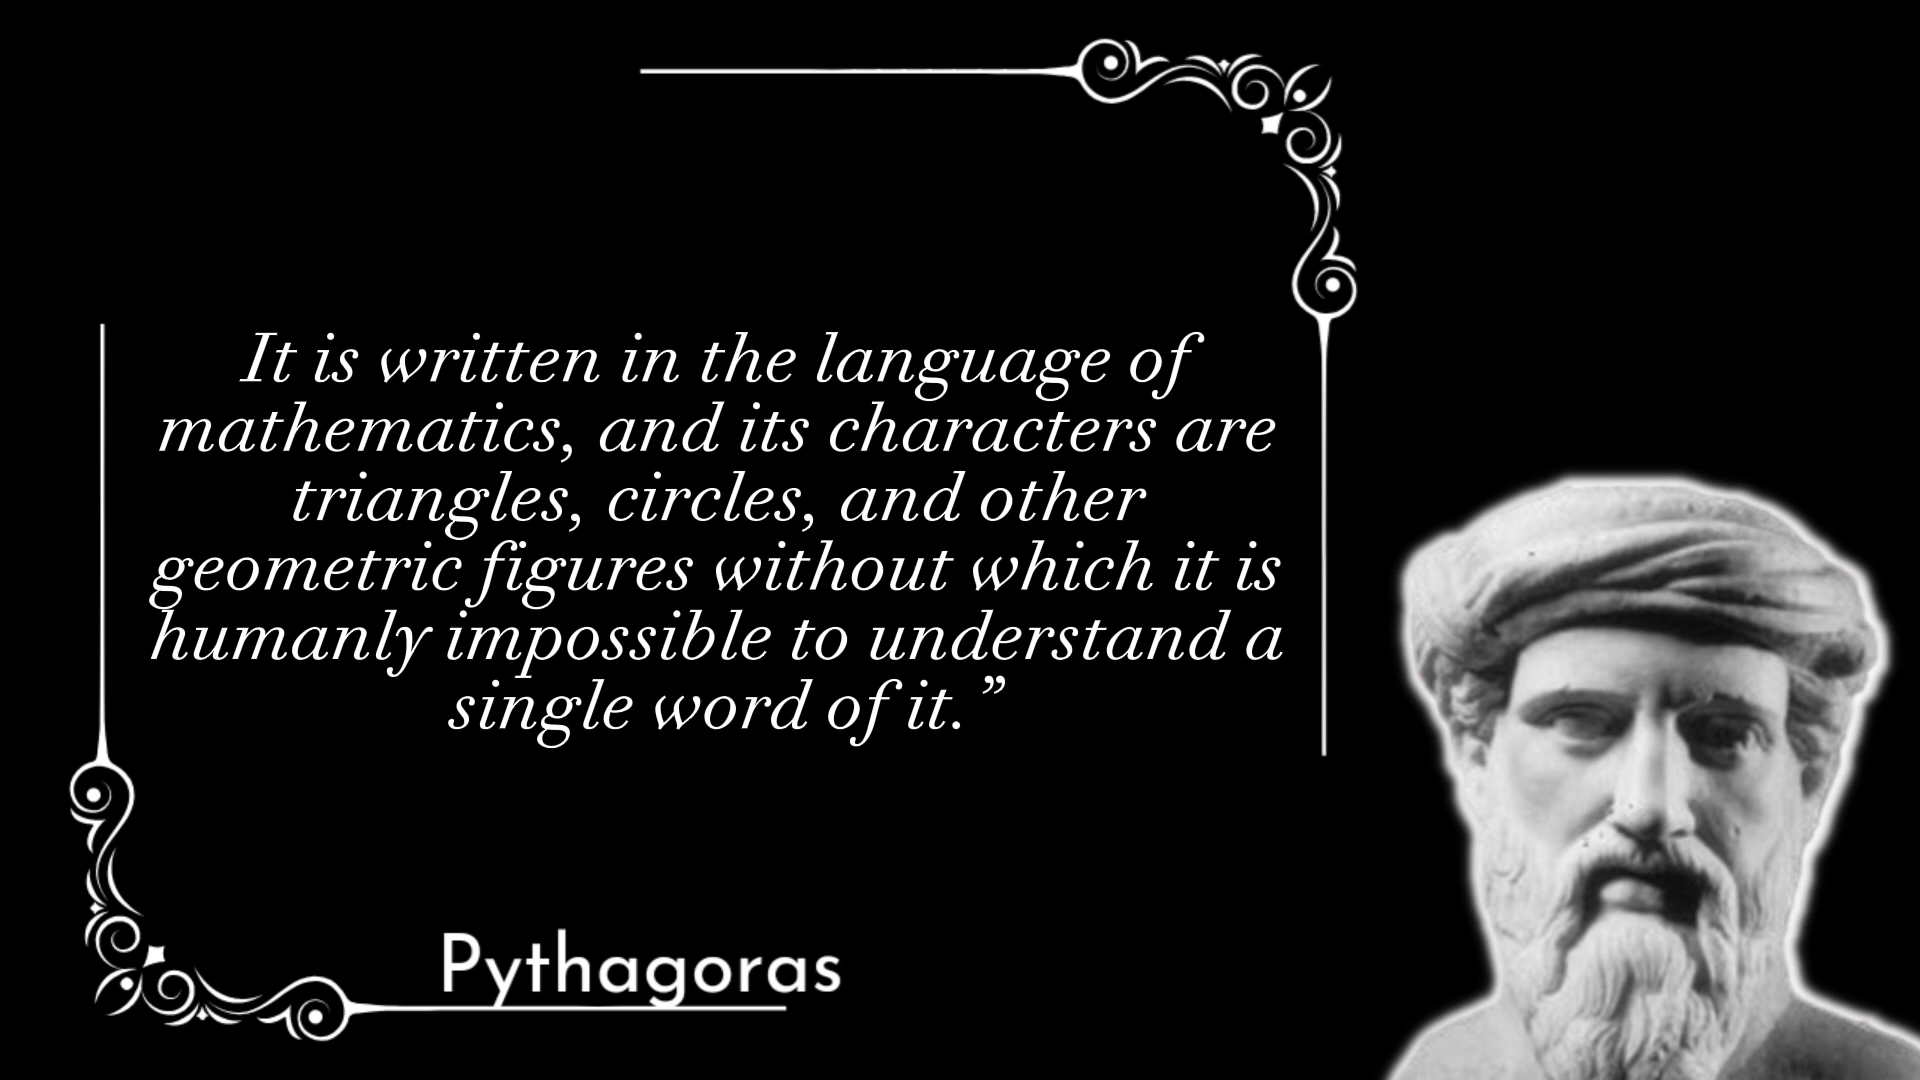 It is written in the language of
mathematics, and its characters are
triangles, circles, and other
geometric figures without which it is
humanly impossible to understand a
single word of it.”
Pythagoras